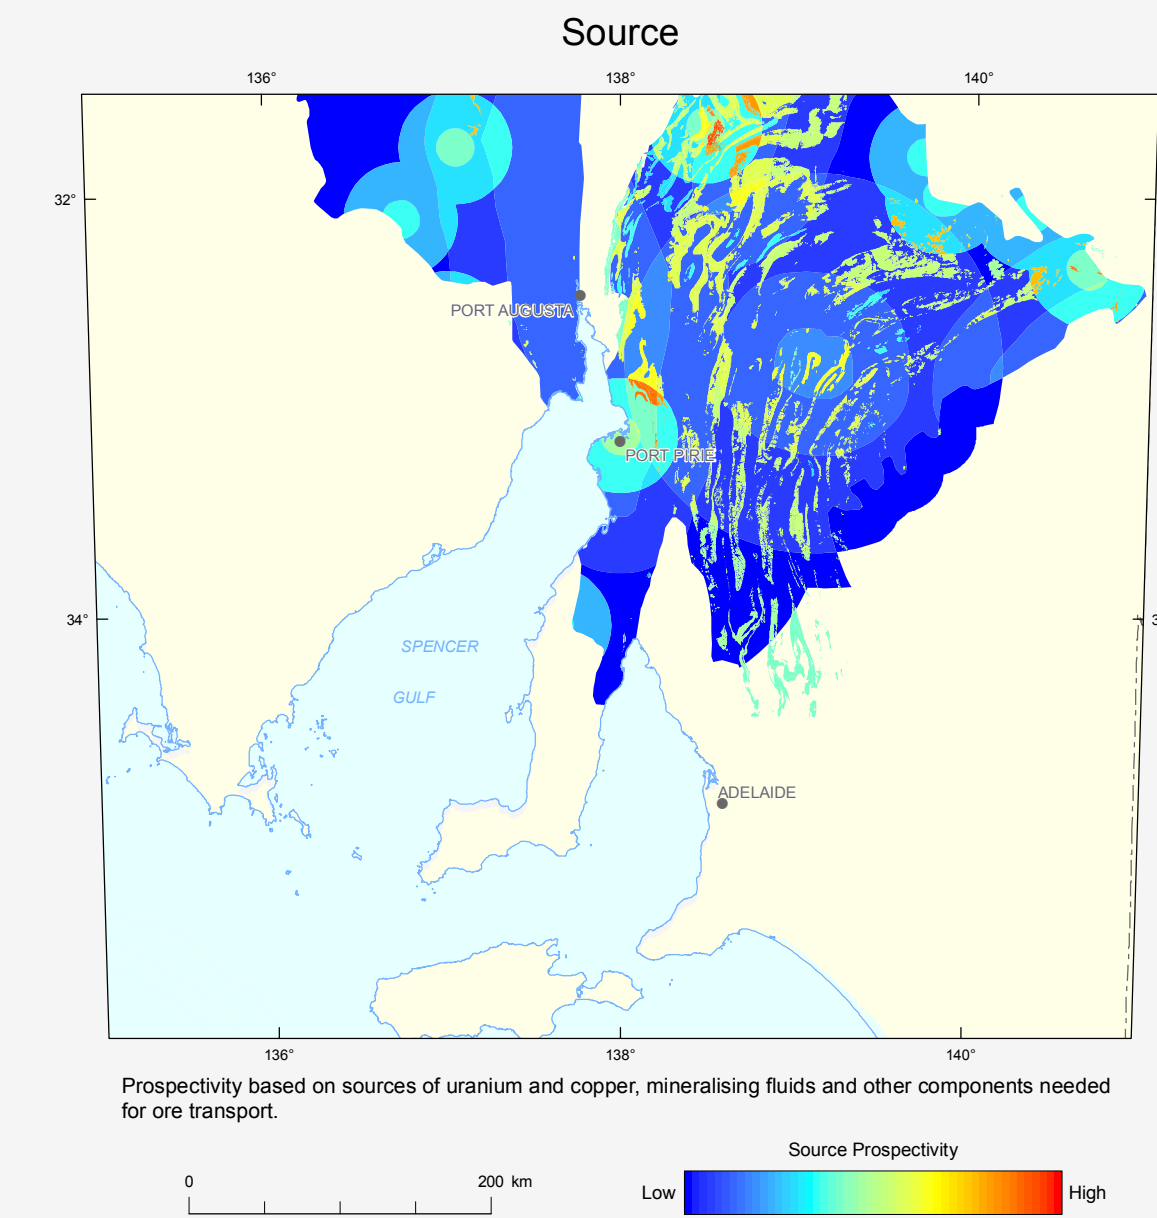 Source
136° 138° 140°
32°
PORT AUGUSTA
PORT PIRIE
34° 3
SPENCER
GULF
ADELAIDE
136° 138° 140°
Prospectivity based on sources of uranium and copper, mineralising fluids and other components needed
for ore transport.
Source Prospectivity
0 200 km
Low High